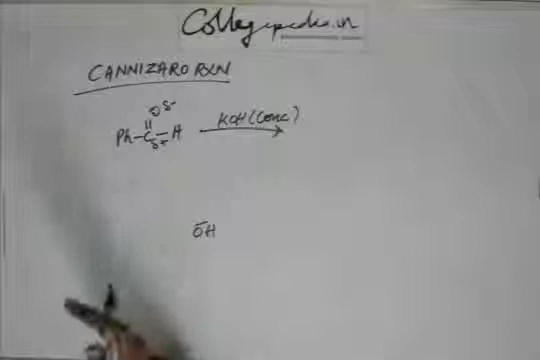 Collegepedia.in
CANNIZARO RXN
O δ-
Ph-C-H KOH (Conc)
δ+
ŌH